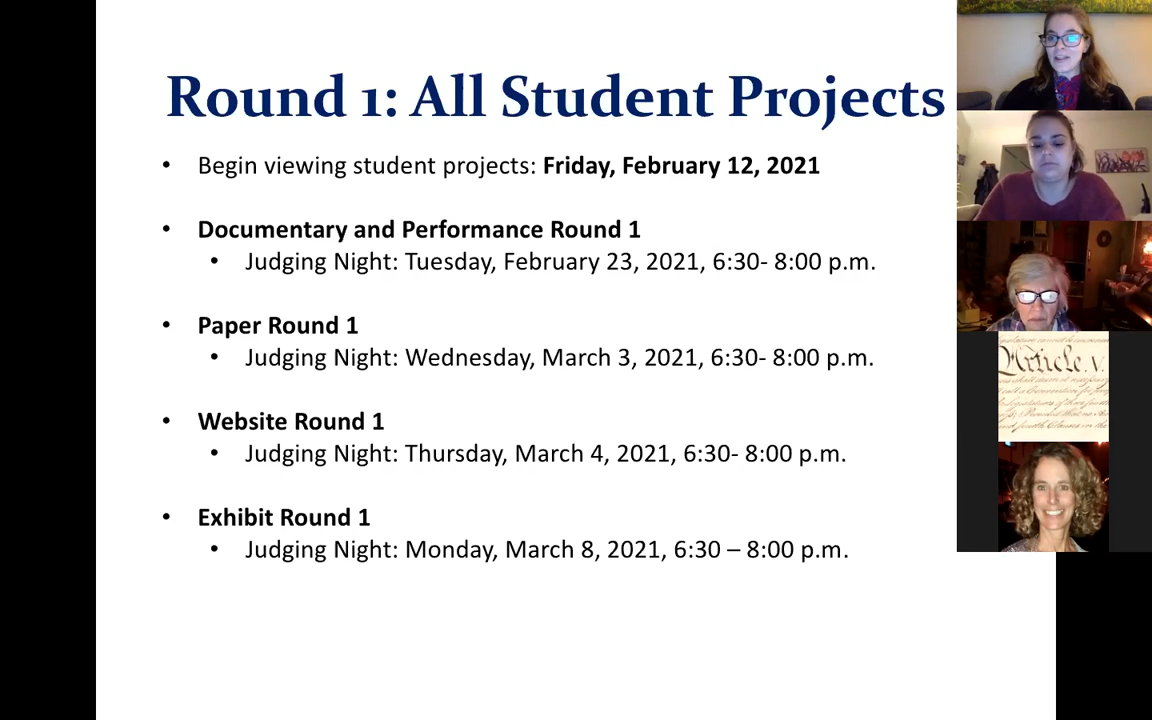 Round 1: All Student Projects
• Begin viewing student projects: Friday, February 12, 2021
• Documentary and Performance Round 1
• Judging Night: Tuesday, February 23, 2021, 6:30- 8:00 p.m.
• Paper Round 1
• Judging Night: Wednesday, March 3, 2021, 6:30- 8:00 p.m.
• Website Round 1
• Judging Night: Thursday, March 4, 2021, 6:30- 8:00 p.m.
• Exhibit Round 1
• Judging Night: Monday, March 8, 2021, 6:30 – 8:00 p.m.
Article. V.